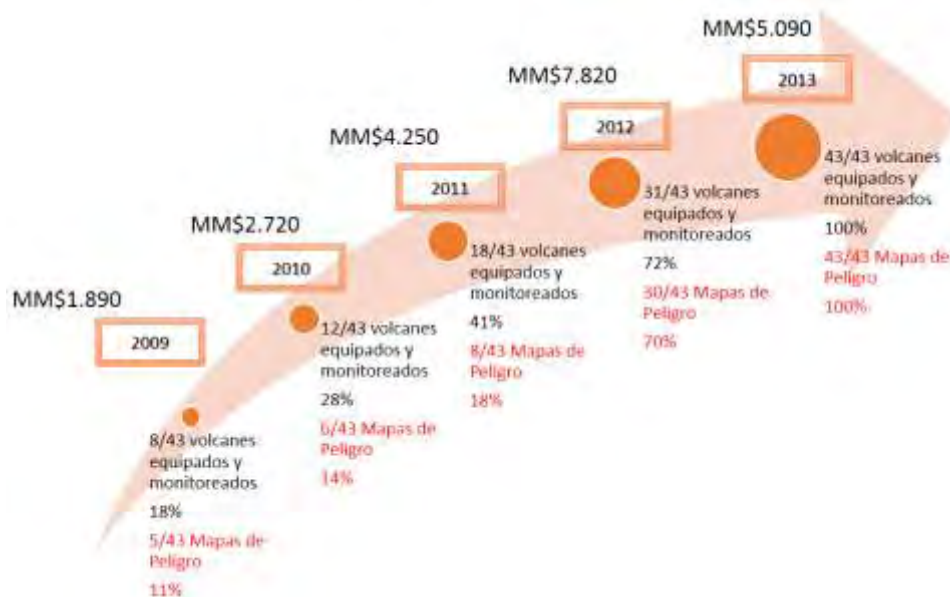 MM$1.890
2009
8/43 volcanes
equipados y
monitoreados
18%
5/43 Mapas de
Peligro
11%
MM$2.720
2010
12/43 volcanes
equipados y
monitoreados
28%
6/43 Mapas de
Peligro
14%
MM$4.250
2011
18/43 volcanes
equipados y
monitoreados
41%
8/43 Mapas de
Peligro
18%
MM$7.820
2012
31/43 volcanes
equipados y
monitoreados
72%
30/43 Mapas de
Peligro
70%
MM$5.090
2013
43/43 volcanes
equipados y
monitoreados
100%
43/43 Mapas de
Peligro
100%